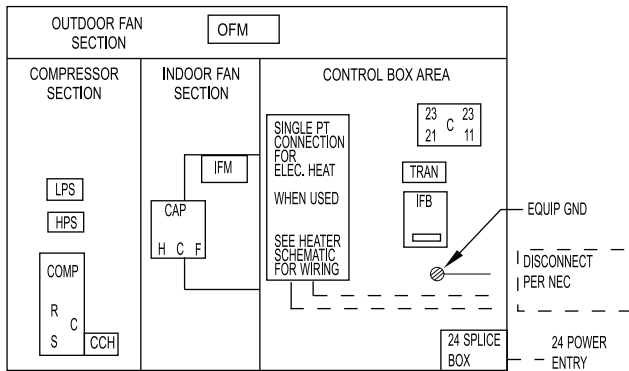 OUTDOOR FAN
SECTION
OFM
COMPRESSOR
SECTION
LPS
HPS
COMP
R
C
S
CCH
INDOOR FAN
SECTION
IFM
CAP
H C F
CONTROL BOX AREA
SINGLE PT
CONNECTION
FOR
ELEC. HEAT
WHEN USED
SEE HEATER
SCHEMATIC
FOR WIRING
23 C 23
21 11
TRAN
IFB
EQUIP GND
DISCONNECT
PER NEC
24 SPLICE
BOX
24 POWER
ENTRY